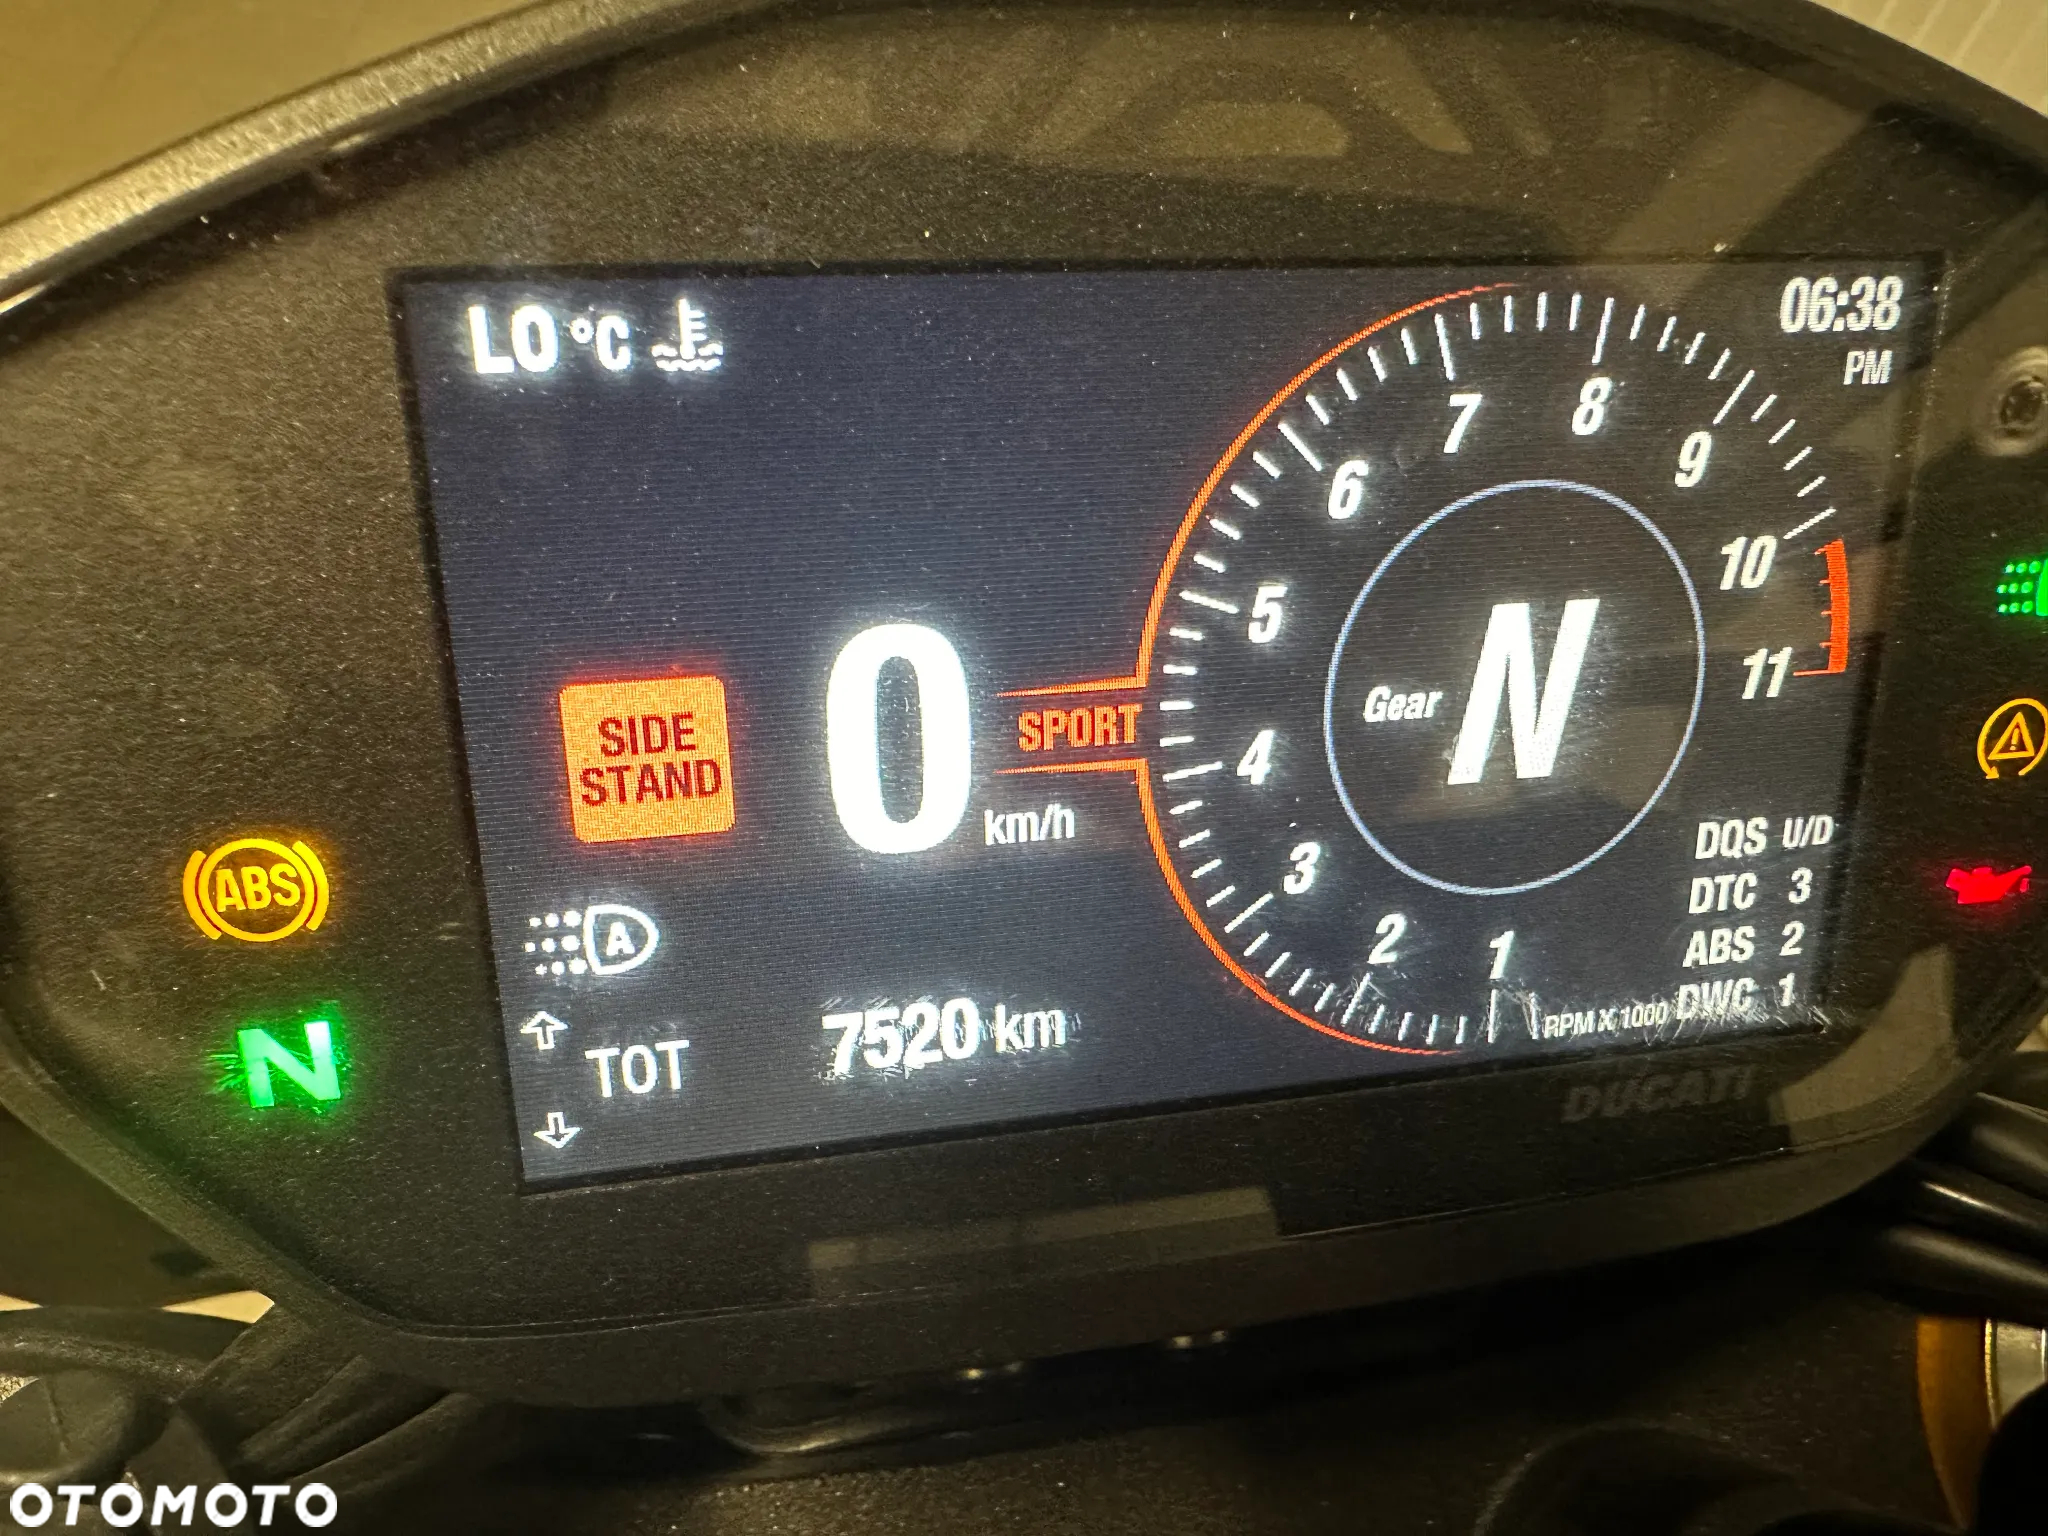 LO °C
06:38
PM
7
8
9
6
10
5
11
SIDE
STAND
0
km/h
SPORT
Gear N
4
3
2
1
DQS U/D
DTC 3
ABS 2
DWC 1
RPM X 1000
ABS
A
N
TOT
7520 km
DUCATI
OTOMOTO